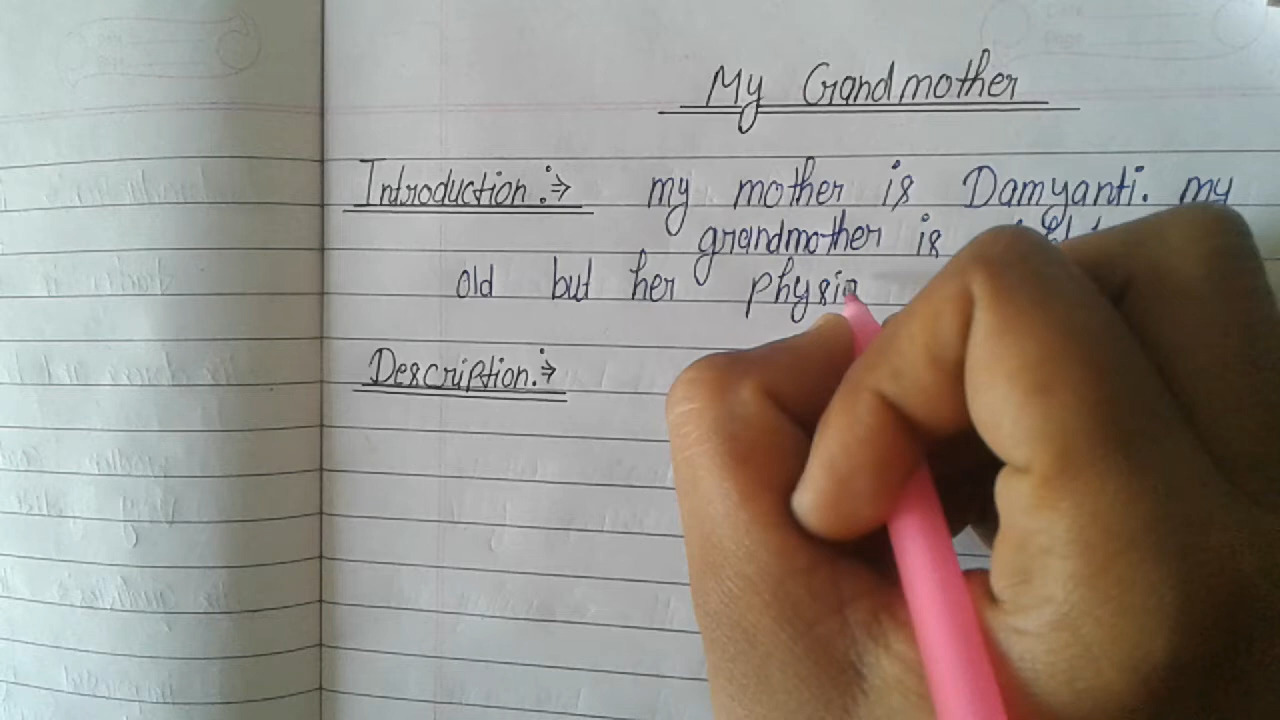 My Grandmother
Introduction :⇒ my mother is Damyanti. my
grandmother is
old but her physi
Description :⇒